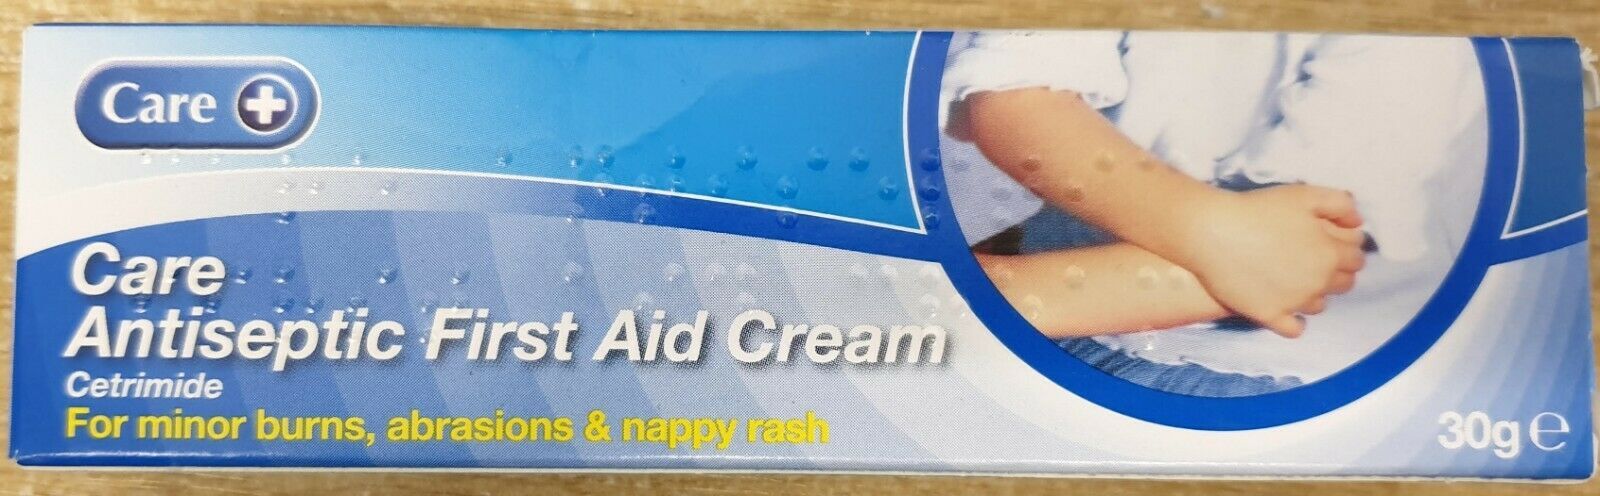 Care
Care
Antiseptic First Aid Cream
Cetrimide
For minor burns, abrasions & nappy rash
30g ℮